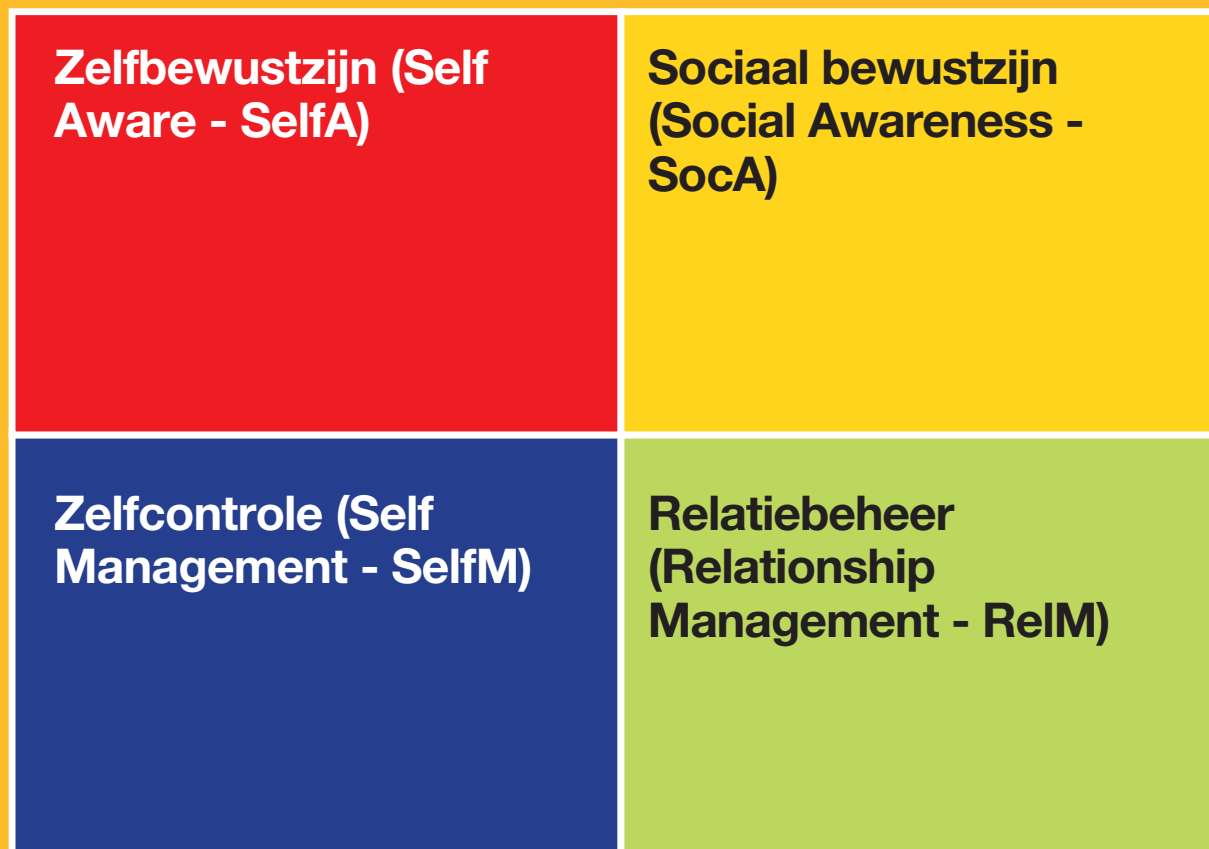 Zelfbewustzijn (Self
Aware - SelfA)
Sociaal bewustzijn
(Social Awareness -
SocA)
Zelfcontrole (Self
Management - SelfM)
Relatiebeheer
(Relationship
Management - RelM)